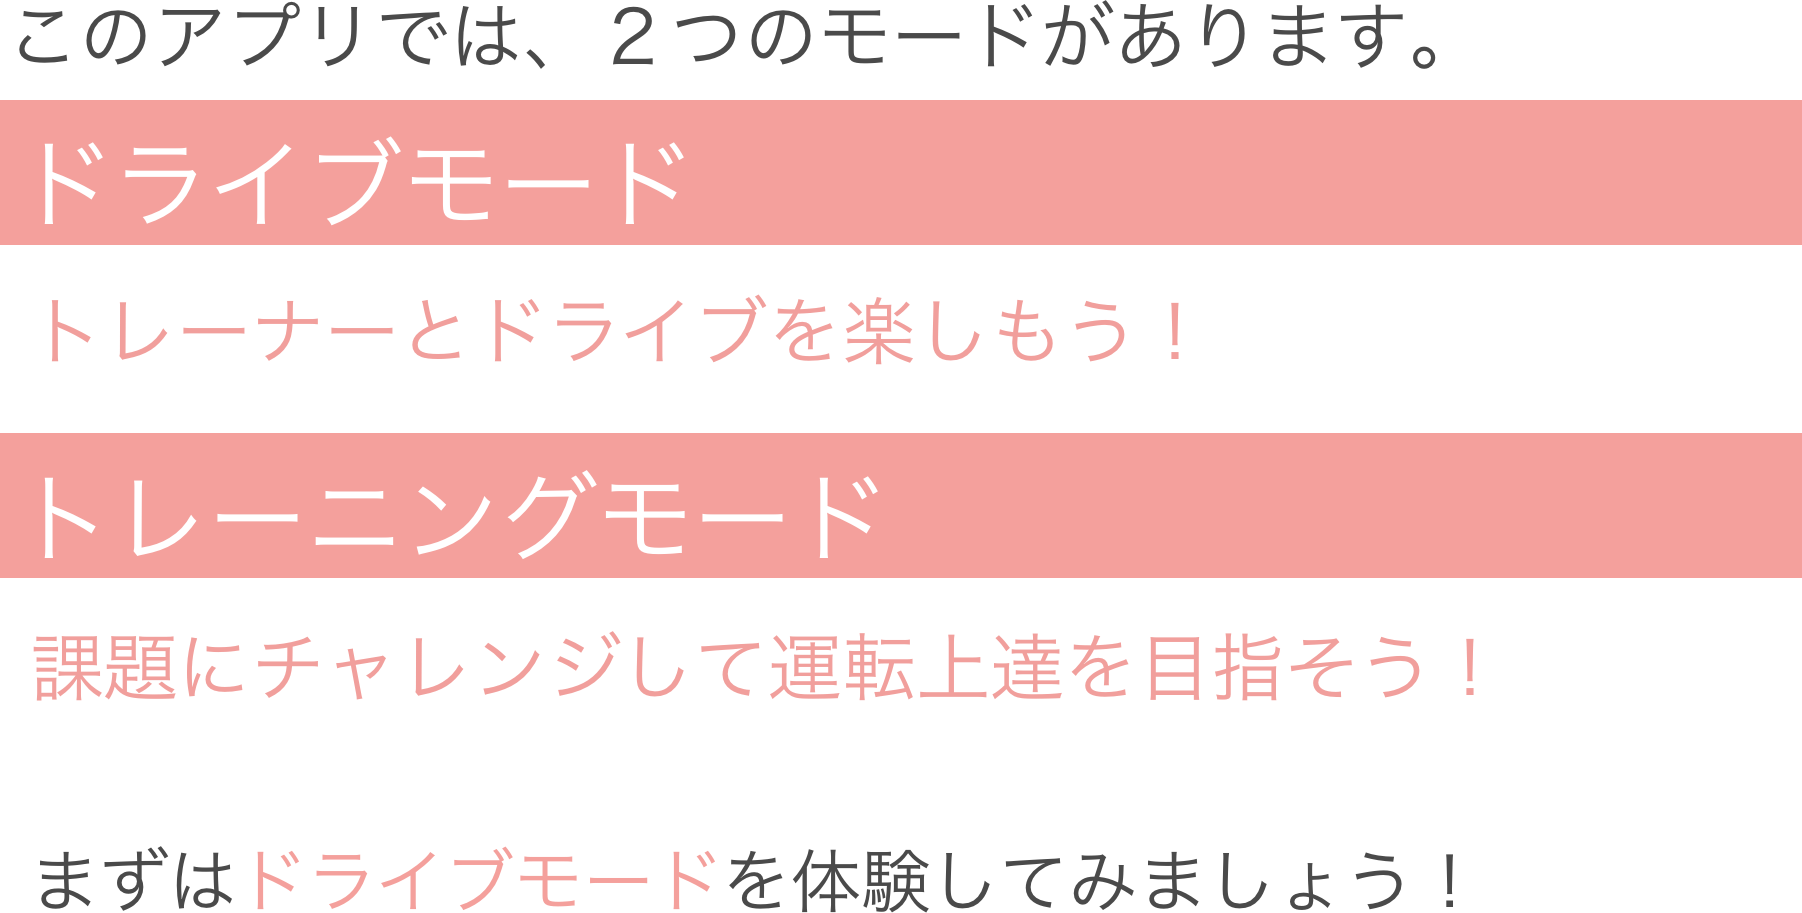 このアプリでは、２つのモードがあります。
ドライブモード
トレーナーとドライブを楽しもう！
トレーニングモード
課題にチャレンジして運転上達を目指そう！
まずはドライブモードを体験してみましょう！